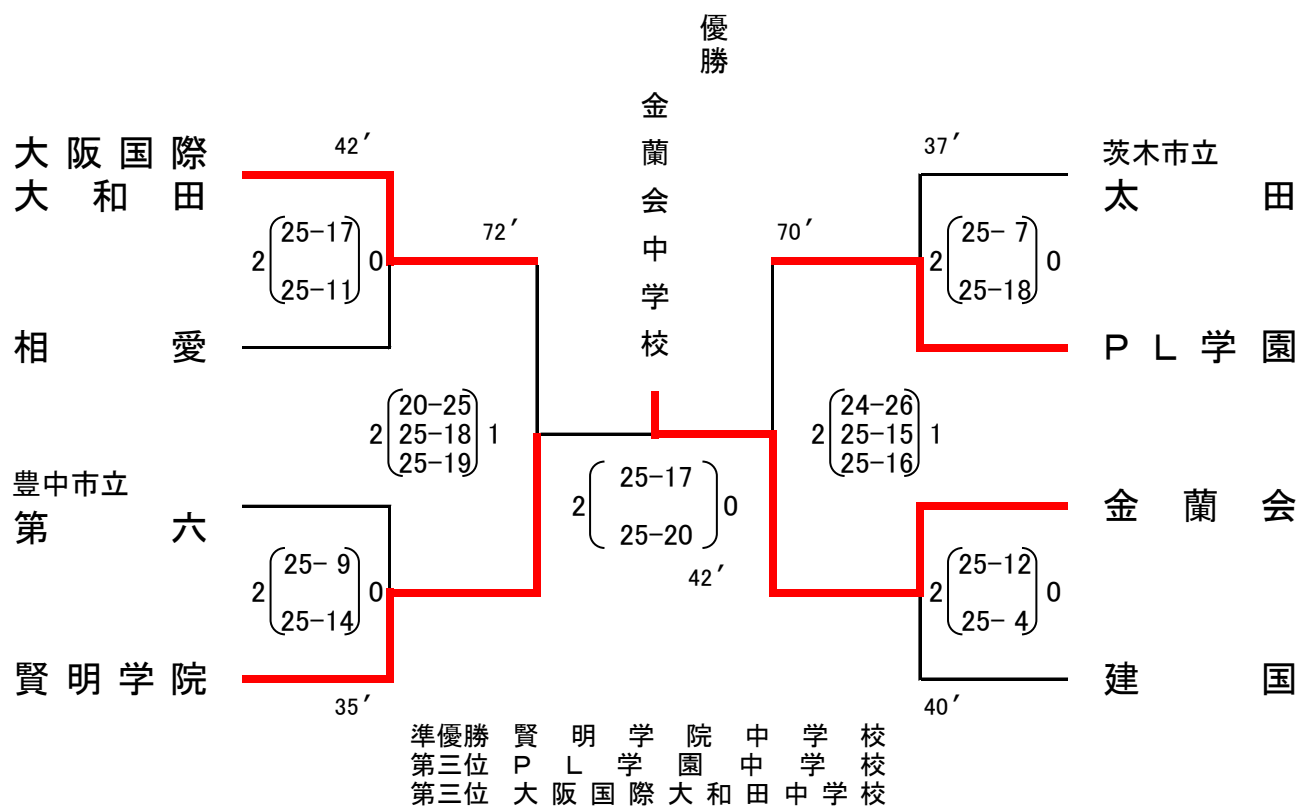 優勝
金蘭会中学校
大阪国際
大和田
42′
2 25-17 0
25-11
相愛
72′
2 20-25 1
25-18
25-19
豊中市立
第六
2 25- 9 0
25-14
賢明学院
35′
2 25-17 0
25-20
42′
37′
茨木市立
太田
2 25- 7 0
25-18
PL学園
70′
2 24-26 1
25-15
25-16
金蘭会
2 25-12 0
25- 4
建国
40′
準優勝 賢明学院中学校
第三位 PL学園中学校
第三位 大阪国際大和田中学校